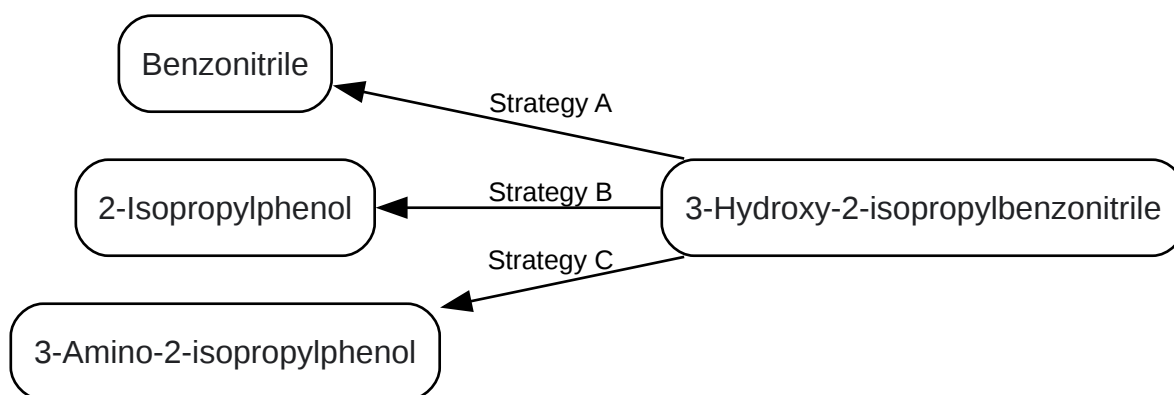 Benzonitrile
Strategy A
2-Isopropylphenol
Strategy B
3-Hydroxy-2-isopropylbenzonitrile
Strategy C
3-Amino-2-isopropylphenol